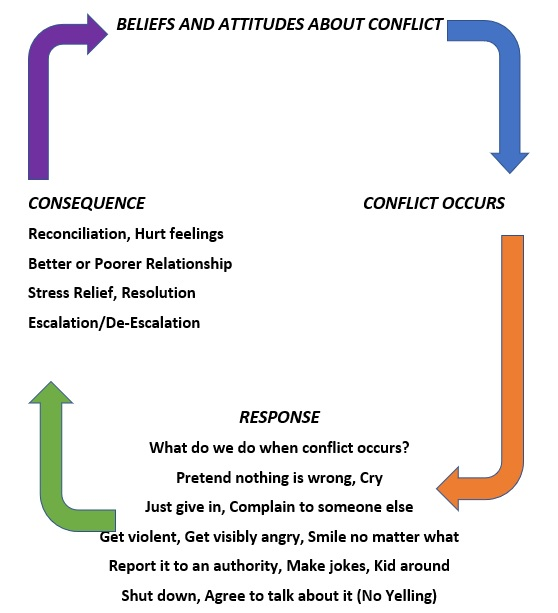 BELIEFS AND ATTITUDES ABOUT CONFLICT
CONFLICT OCCURS
RESPONSE
What do we do when conflict occurs?
Pretend nothing is wrong, Cry
Just give in, Complain to someone else
Get violent, Get visibly angry, Smile no matter what
Report it to an authority, Make jokes, Kid around
Shut down, Agree to talk about it (No Yelling)
CONSEQUENCE
Reconciliation, Hurt feelings
Better or Poorer Relationship
Stress Relief, Resolution
Escalation/De-Escalation